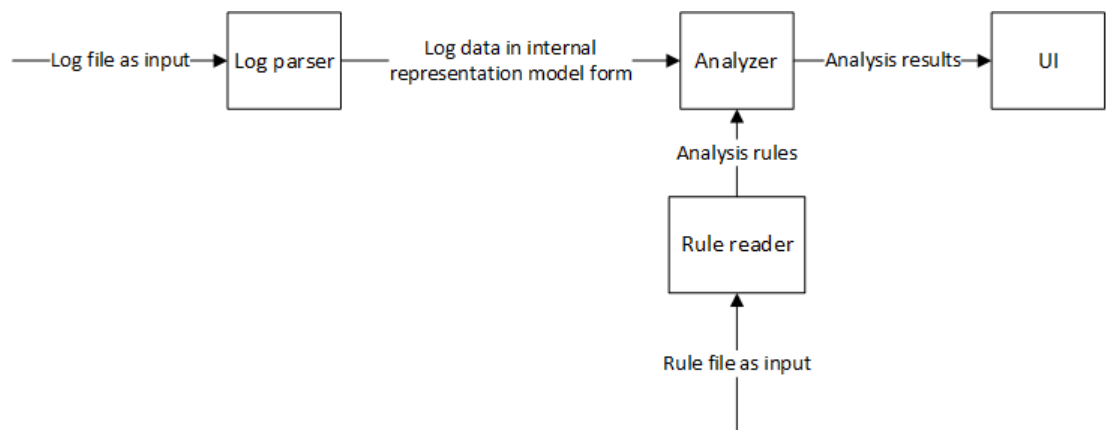 Log file as input
Log parser
Log data in internal
representation model form
Analyzer
Analysis results
UI
Analysis rules
Rule reader
Rule file as input